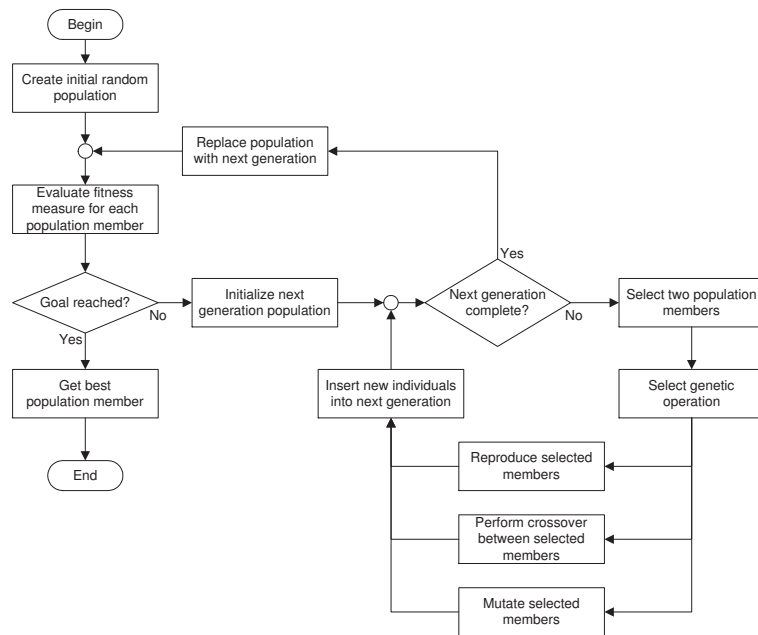 Begin
Create initial random
population
Replace population
with next generation
Evaluate fitness
measure for each
population member
Yes
Goal reached?
No
Yes
Initialize next
generation population
Next generation
complete?
No
Select two population
members
Get best
population member
Insert new individuals
into next generation
Select genetic
operation
End
Reproduce selected
members
Perform crossover
between selected
members
Mutate selected
members